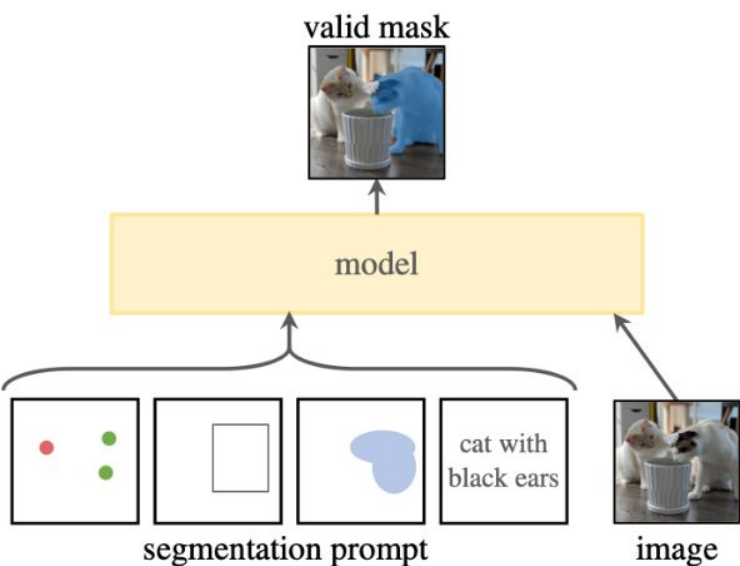 valid mask
model
cat with
black ears
segmentation prompt
image